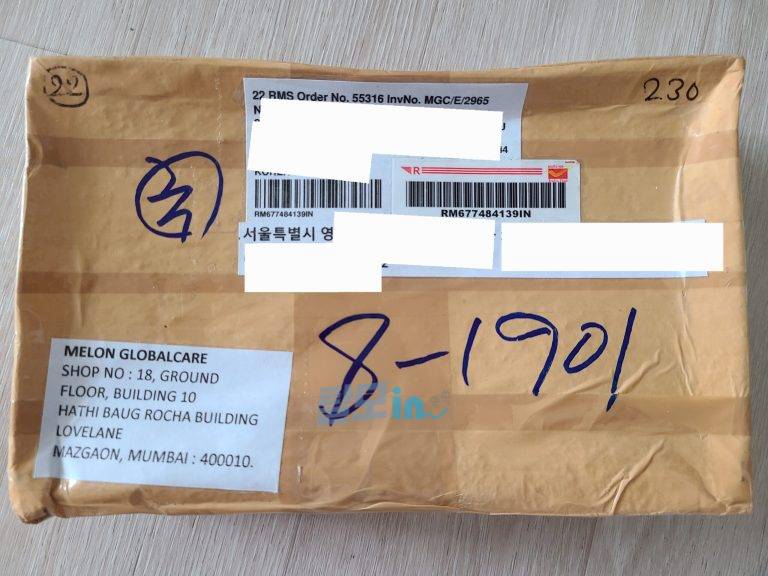 22
230
22 RMS Order No. 55316 InvNo. MGC/E/2965
R
RM677484139IN
RM677484139IN
서울특별시 영
8-1901
MELON GLOBALCARE
SHOP NO : 18, GROUND
FLOOR, BUILDING 10
HATHI BAUG ROCHA BUILDING
LOVELANE
MAZGAON, MUMBAI : 400010.